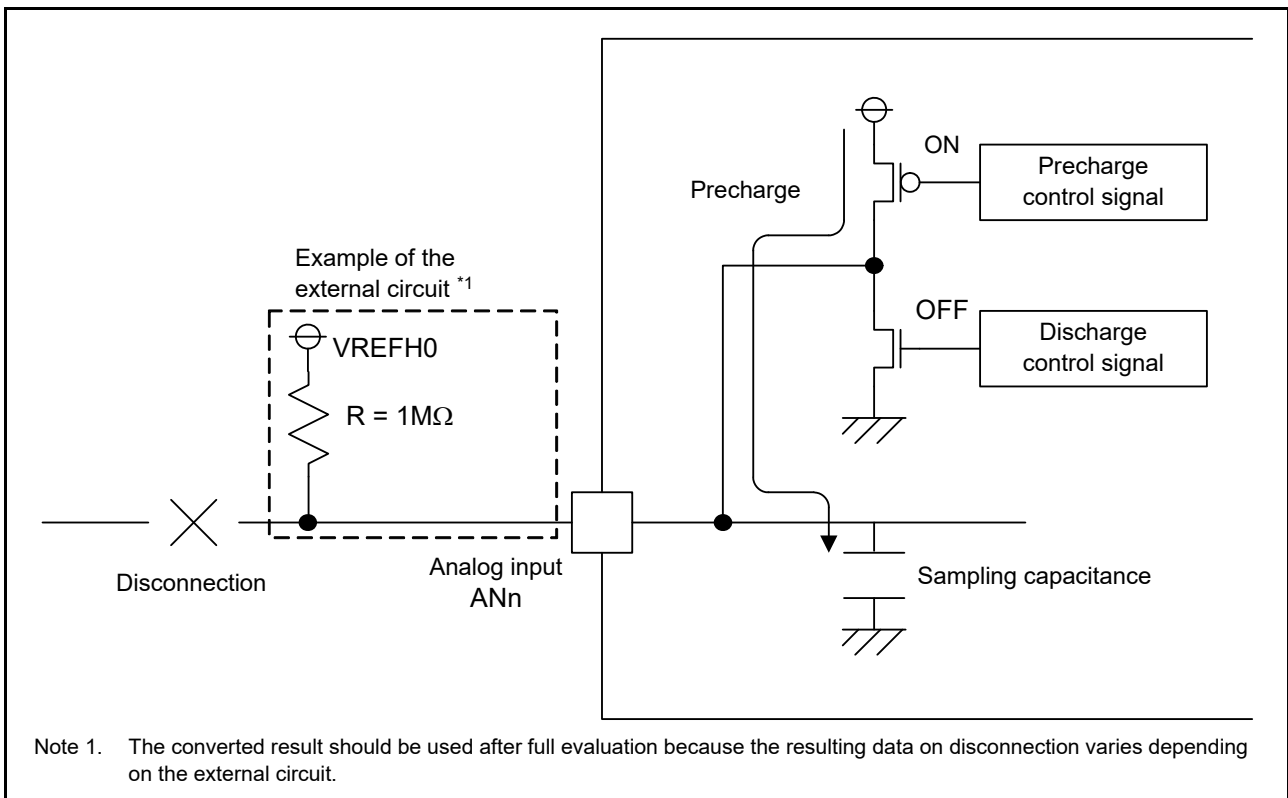 ON
Precharge
control signal
Precharge
Example of the
external circuit *1
OFF
Discharge
control signal
VREFH0
R = 1MΩ
Analog input
ANn
Disconnection
Sampling capacitance
Note 1. The converted result should be used after full evaluation because the resulting data on disconnection varies depending
on the external circuit.